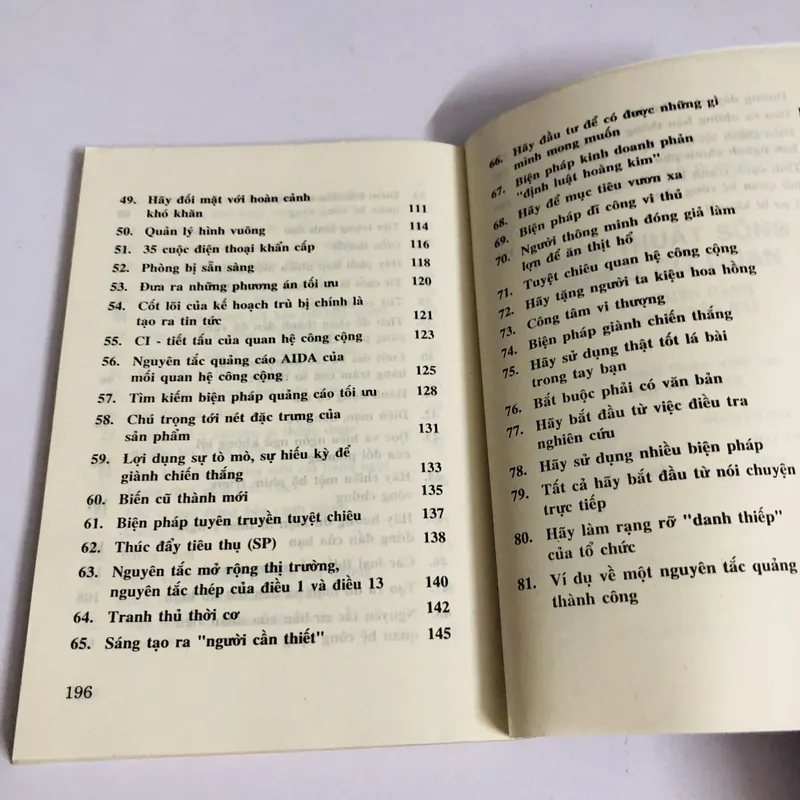 49. Hãy đối mặt với hoàn cảnh
khó khăn 111
50. Quản lý hình vuông 114
51. 35 cuộc điện thoại khẩn cấp 116
52. Phòng bị sẵn sàng 118
53. Đưa ra những phương án tối ưu 120
54. Cốt lõi của kế hoạch trù bị chính là
tạo ra tin tức 121
55. CI - tiết tấu của quan hệ công cộng 123
56. Nguyên tắc quảng cáo AIDA của
mối quan hệ công cộng 125
57. Tìm kiếm biện pháp quảng cáo tối ưu 128
58. Chú trọng tới nét đặc trưng của
sản phẩm 131
59. Lợi dụng sự tò mò, sự hiếu kỳ để
giành chiến thắng 133
60. Biến cũ thành mới 135
61. Biện pháp tuyên truyền tuyệt chiêu 137
62. Thúc đẩy tiêu thụ (SP) 138
63. Nguyên tắc mở rộng thị trường,
nguyên tắc thép của điều 1 và điều 13 140
64. Tranh thủ thời cơ 142
65. Sáng tạo ra "người cần thiết" 145
196
66. Hãy đầu tư để có được những gì
mình mong muốn
67. Biện pháp kinh doanh phản
"định luật hoàng kim"
68. Hãy để mục tiêu vươn xa
69. Biện pháp dĩ công vi thủ
70. Người thông minh đóng giả làm
lợn để ăn thịt hổ
71. Tuyệt chiêu quan hệ công cộng
72. Hãy tặng người ta kiệu hoa hồng
73. Công tâm vi thượng
74. Biện pháp giành chiến thắng
75. Hãy sử dụng thật tốt lá bài
trong tay bạn
76. Bắt buộc phải có văn bản
77. Hãy bắt đầu từ việc điều tra
nghiên cứu
78. Hãy sử dụng nhiều biện pháp
79. Tất cả hãy bắt đầu từ nói chuyện
trực tiếp
80. Hãy làm rạng rỡ "danh thiếp"
của tổ chức
81. Ví dụ về một nguyên tắc quảng
thành công